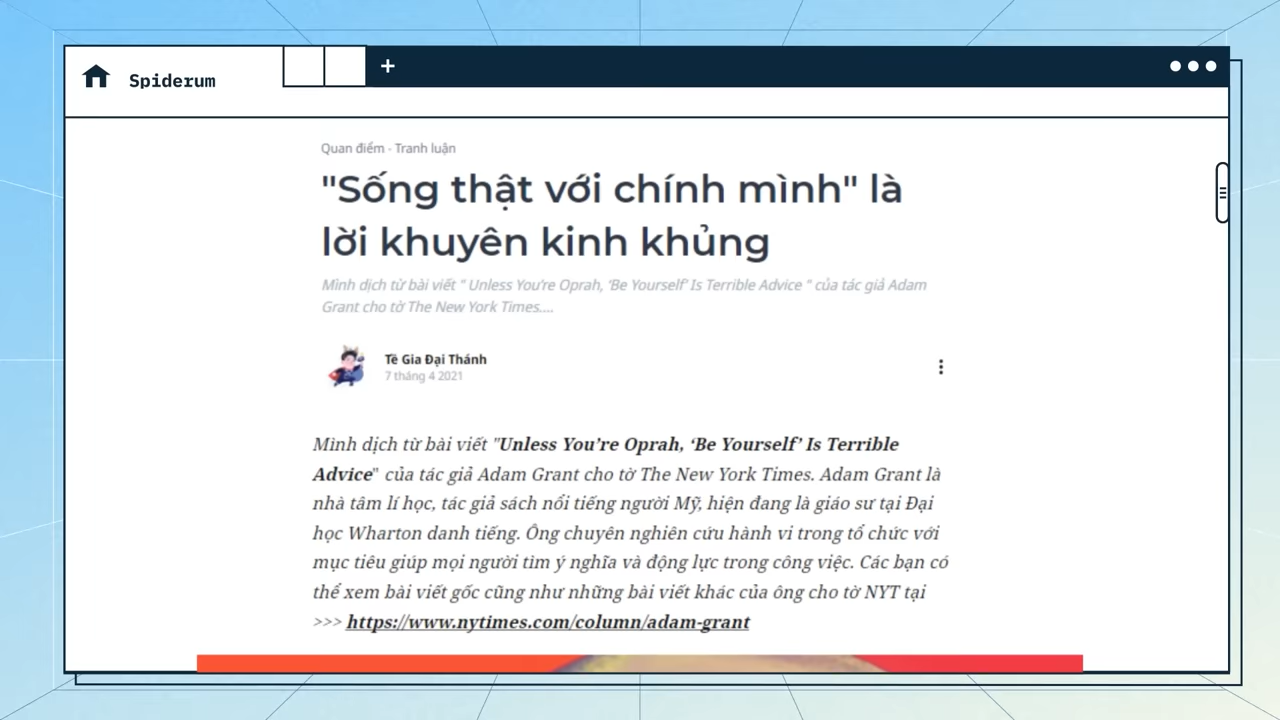 Spiderum
Quan điểm - Tranh luận
"Sống thật với chính mình" là
lời khuyên kinh khủng
Mình dịch từ bài viết " Unless You're Oprah, 'Be Yourself' Is Terrible Advice " của tác giả Adam
Grant cho tờ The New York Times....
Tề Gia Đại Thánh
7 tháng 4 2021
Mình dịch từ bài viết "Unless You’re Oprah, ‘Be Yourself’ Is Terrible
Advice" của tác giả Adam Grant cho tờ The New York Times. Adam Grant là
nhà tâm lí học, tác giả sách nổi tiếng người Mỹ, hiện đang là giáo sư tại Đại
học Wharton danh tiếng. Ông chuyên nghiên cứu hành vi trong tổ chức với
mục tiêu giúp mọi người tìm ý nghĩa và động lực trong công việc. Các bạn có
thể xem bài viết gốc cũng như những bài viết khác của ông cho tờ NYT tại
>>> https://www.nytimes.com/column/adam-grant